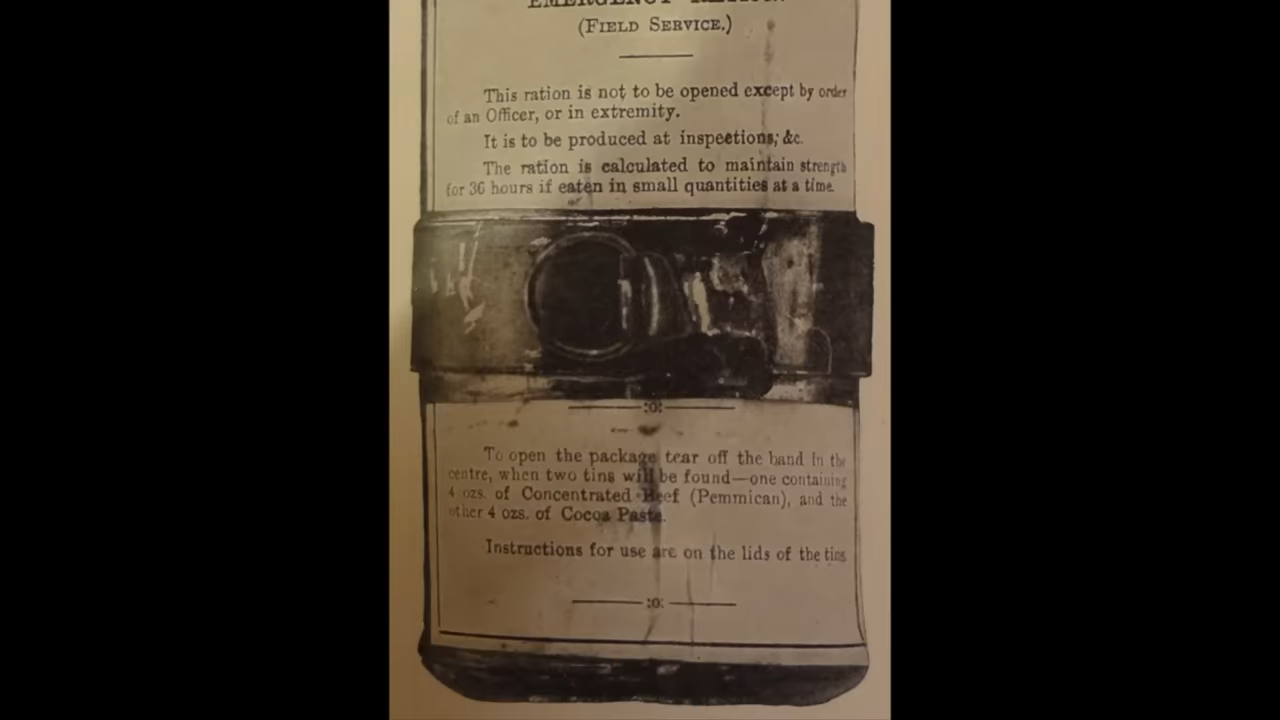 EMERGENCY RATION.
(FIELD SERVICE.)
This ration is not to be opened except by order
of an Officer, or in extremity.
It is to be produced at inspections, &c.
The ration is calculated to maintain strength
for 36 hours if eaten in small quantities at a time.
:o:
To open the package tear off the band in the
centre, when two tins will be found—one containing
4 ozs. of Concentrated Beef (Pemmican), and the
other 4 ozs. of Cocoa Paste.
Instructions for use are on the lids of the tins
:o: